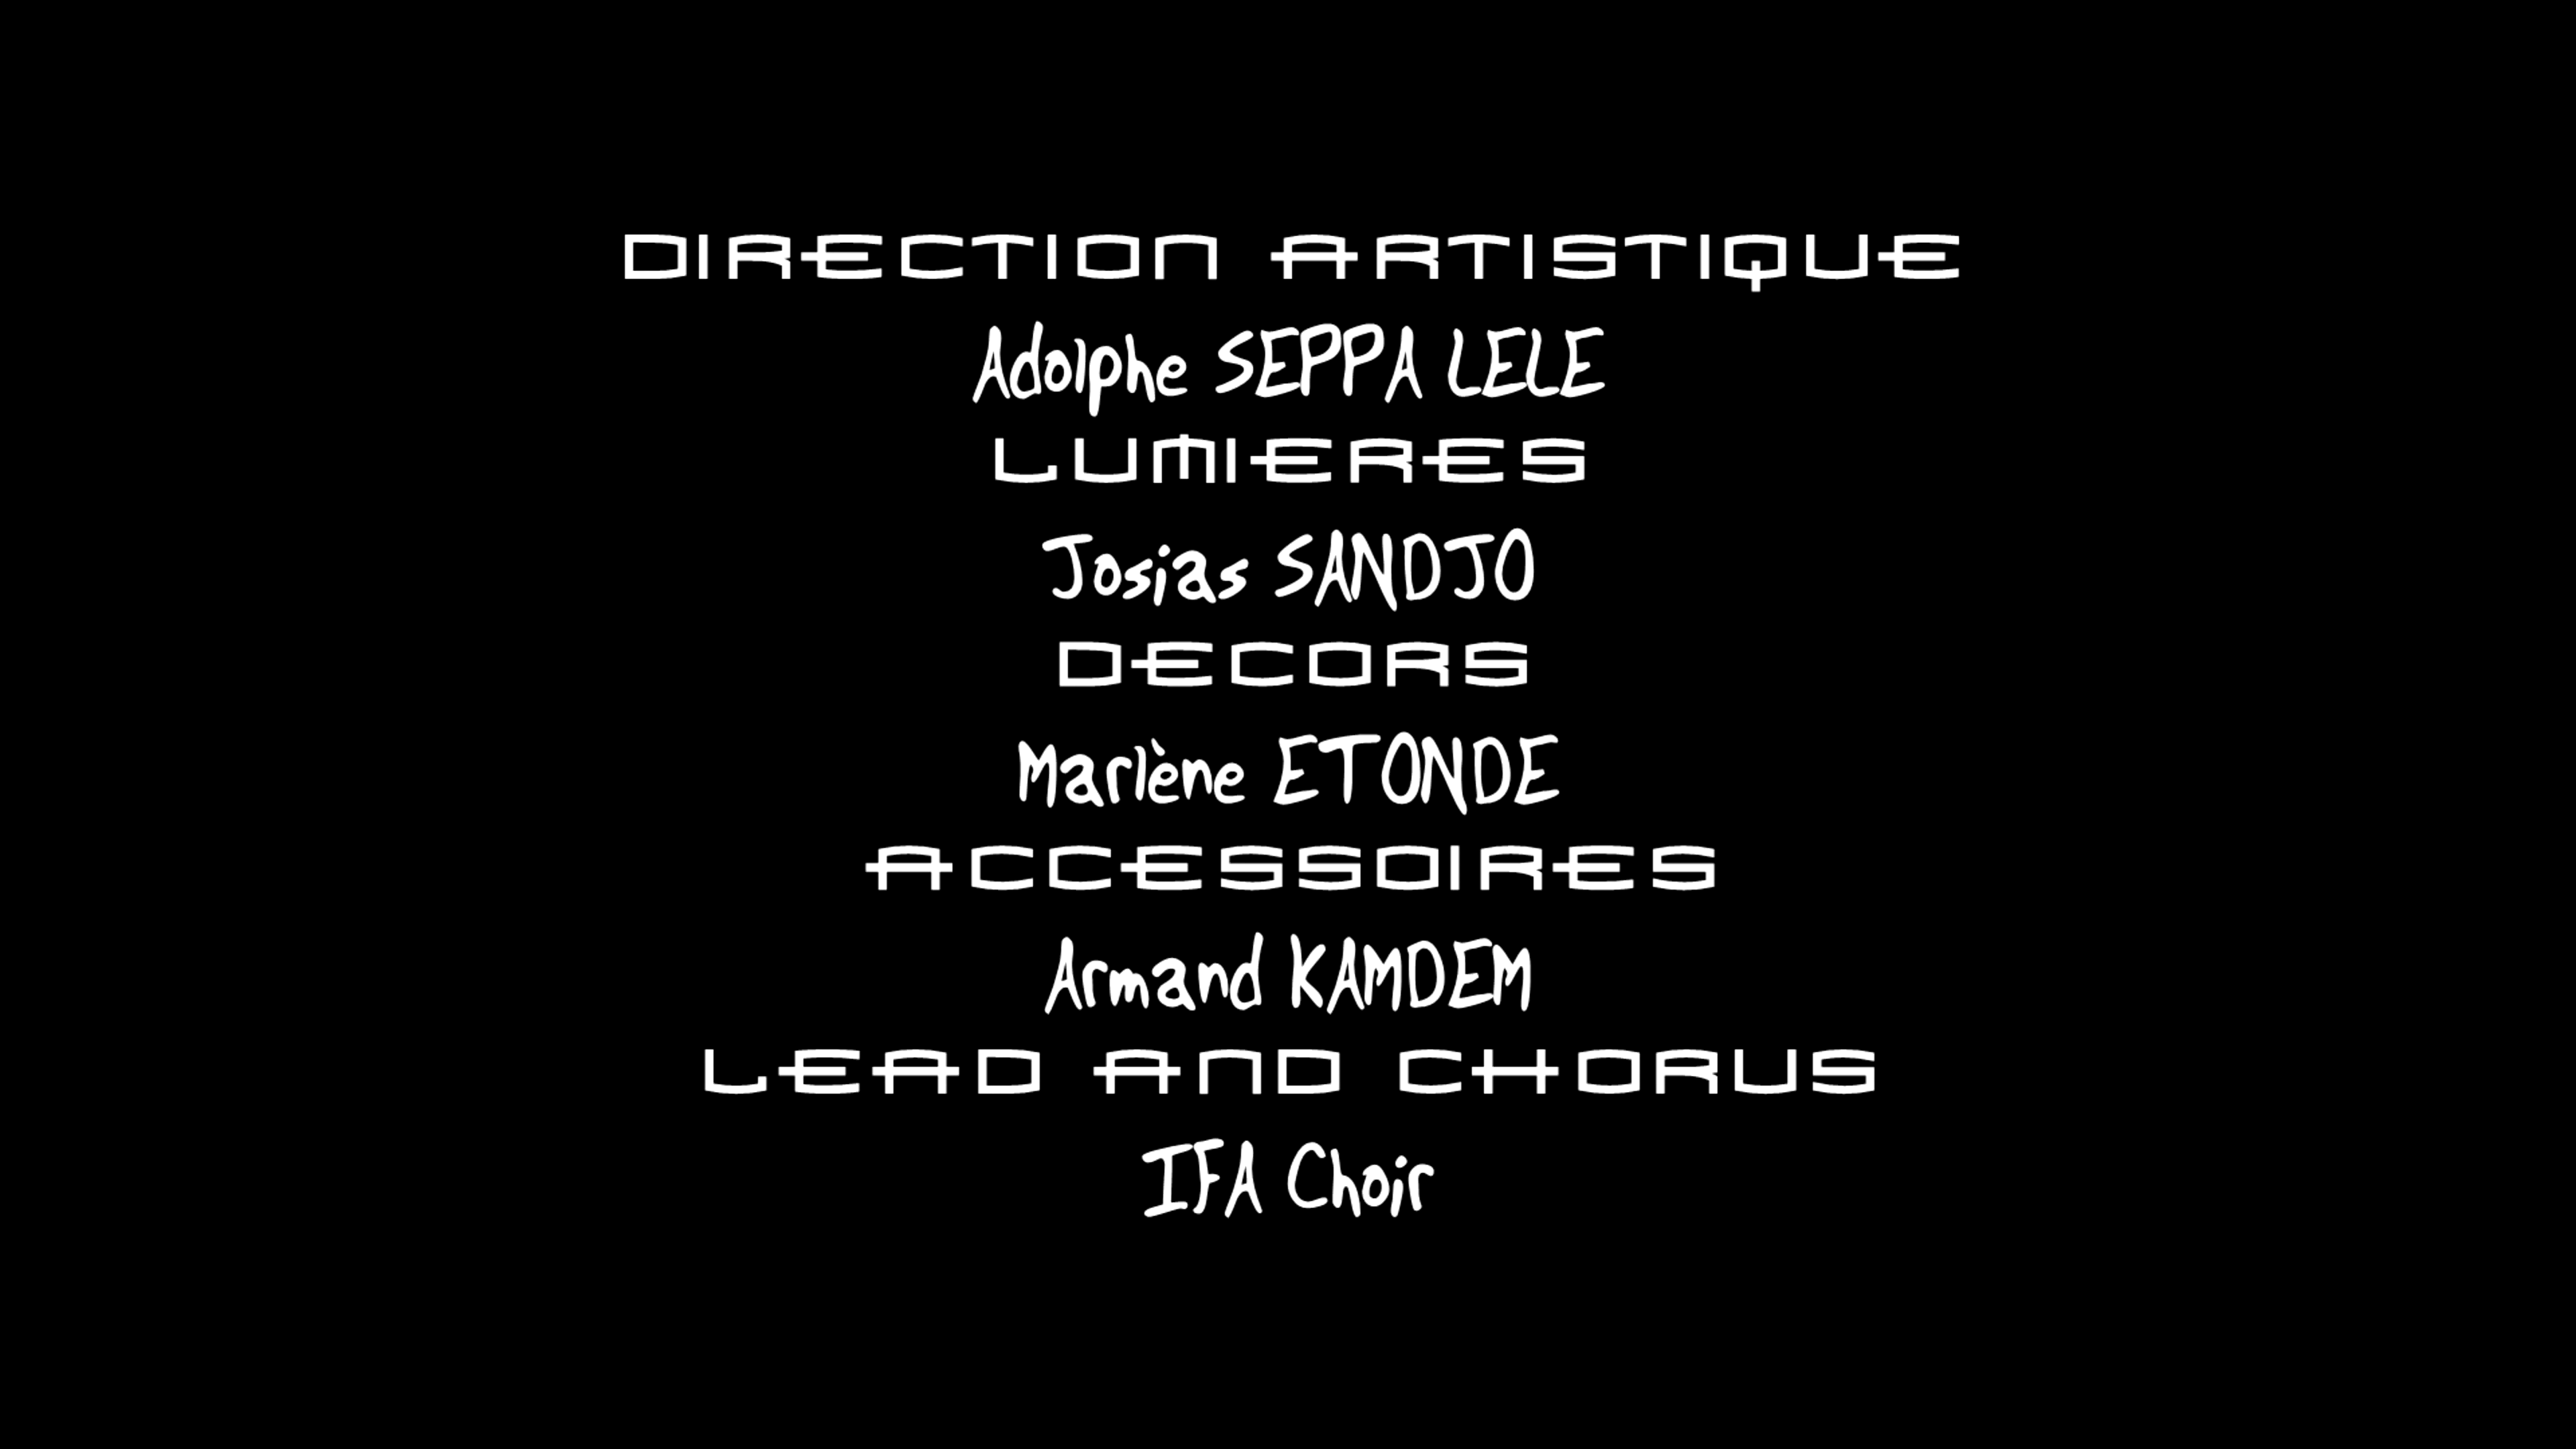 DIRECTION ARTISTIQUE
Adolphe SEPPA LELE
LUMIERES
Josias SANDJO
DECORS
Marlène ETONDE
ACCESSOIRES
Armand KAMDEM
LEAD AND CHORUS
IFA Choir